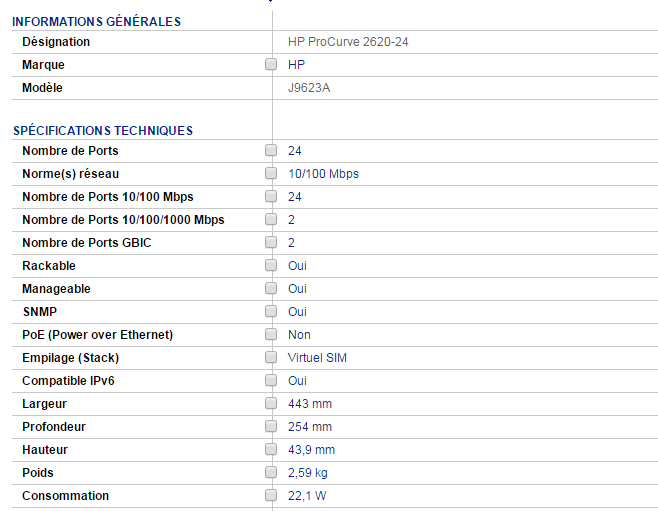 INFORMATIONS GÉNÉRALES
Désignation HP ProCurve 2620-24
Marque HP
Modèle J9623A
SPÉCIFICATIONS TECHNIQUES
Nombre de Ports 24
Norme(s) réseau 10/100 Mbps
Nombre de Ports 10/100 Mbps 24
Nombre de Ports 10/100/1000 Mbps 2
Nombre de Ports GBIC 2
Rackable Oui
Manageable Oui
SNMP Oui
PoE (Power over Ethernet) Non
Empilage (Stack) Virtuel SIM
Compatible IPv6 Oui
Largeur 443 mm
Profondeur 254 mm
Hauteur 43,9 mm
Poids 2,59 kg
Consommation 22,1 W